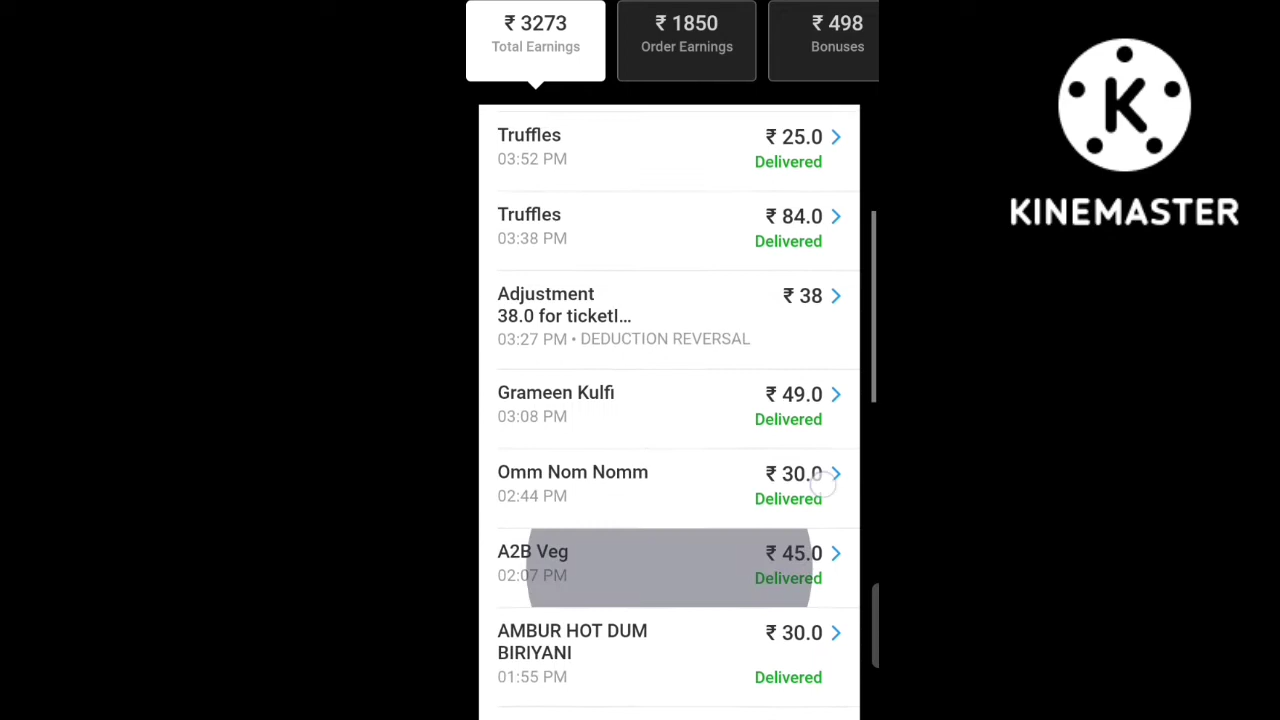 ₹ 3273
Total Earnings
₹ 1850
Order Earnings
₹ 498
Bonuses
KINEMASTER
Truffles
₹ 25.0
03:52 PM
Delivered
Truffles
₹ 84.0
03:38 PM
Delivered
Adjustment
₹ 38
38.0 for ticketI...
03:27 PM • DEDUCTION REVERSAL
Grameen Kulfi
₹ 49.0
03:08 PM
Delivered
Omm Nom Nomm
₹ 30.0
02:44 PM
Delivered
A2B Veg
₹ 45.0
02:07 PM
Delivered
AMBUR HOT DUM
₹ 30.0
BIRIYANI
01:55 PM
Delivered